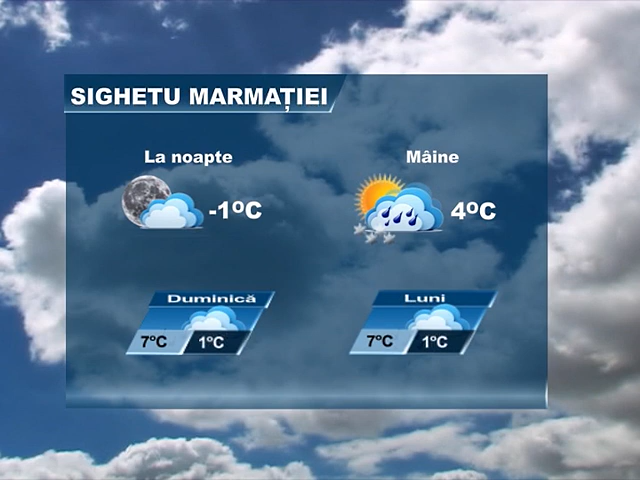 SIGHETU MARMAȚIEI
La noapte
Mâine
-1ºC
4ºC
Duminică
Luni
7ºC 1ºC
7ºC 1ºC